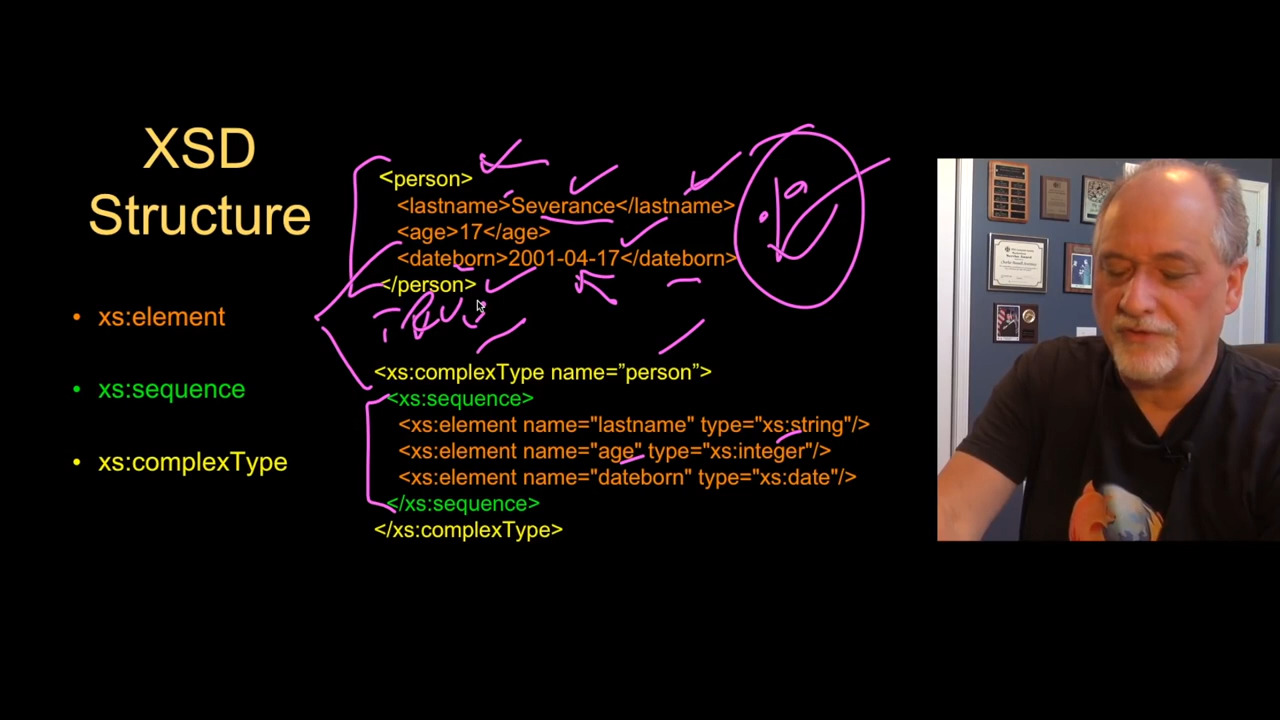 XSD
Structure
• xs:element
• xs:sequence
• xs:complexType
<person>
<lastname>Severance</lastname>
<age>17</age>
<dateborn>2001-04-17</dateborn>
</person>
<xs:complexType name=”person”>
<xs:sequence>
<xs:element name="lastname" type="xs:string"/>
<xs:element name="age" type="xs:integer"/>
<xs:element name="dateborn" type="xs:date"/>
</xs:sequence>
</xs:complexType>